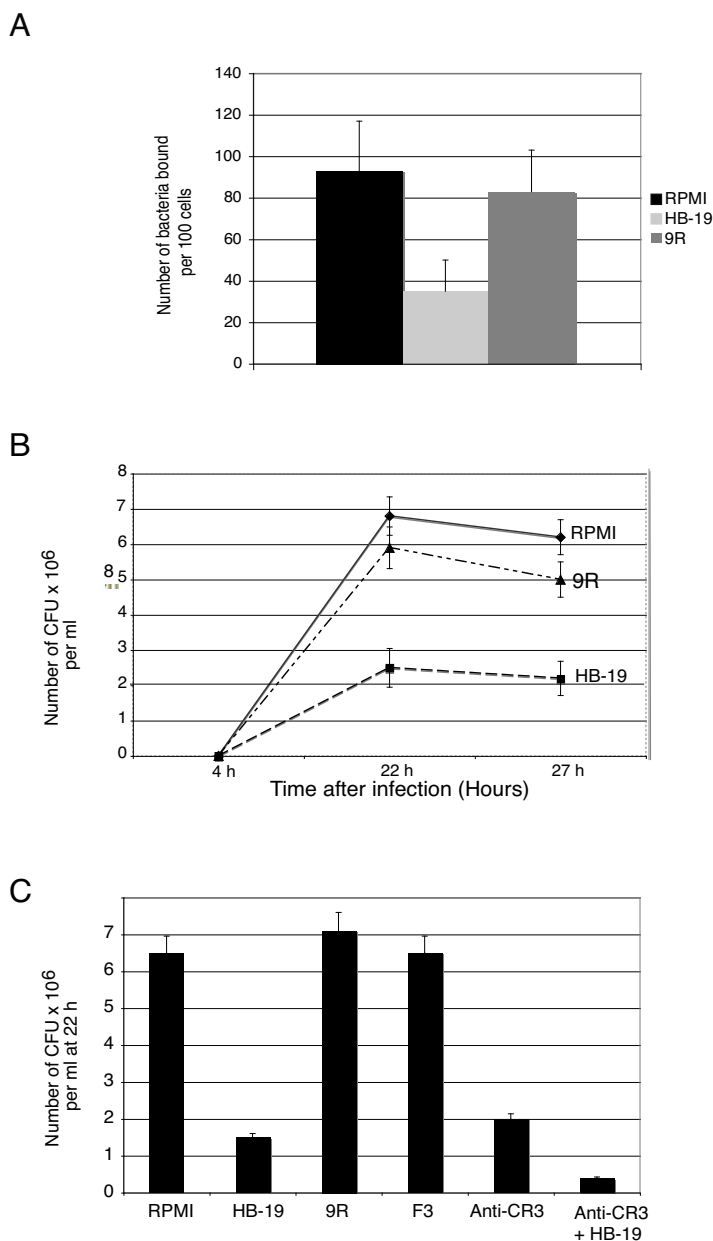 A
Number of bacteria bound
per 100 cells
140
120
100
80
60
40
20
0
RPMI
HB-19
9R
B
Number of CFU x 10⁶
per ml
8
7
6
5
4
3
2
1
0
8
RPMI
9R
HB-19
4 h 22 h 27 h
Time after infection (Hours)
C
Number of CFU x 10⁶
per ml at 22 h
7
6
5
4
3
2
1
0
RPMI HB-19 9R F3 Anti-CR3 Anti-CR3
+ HB-19